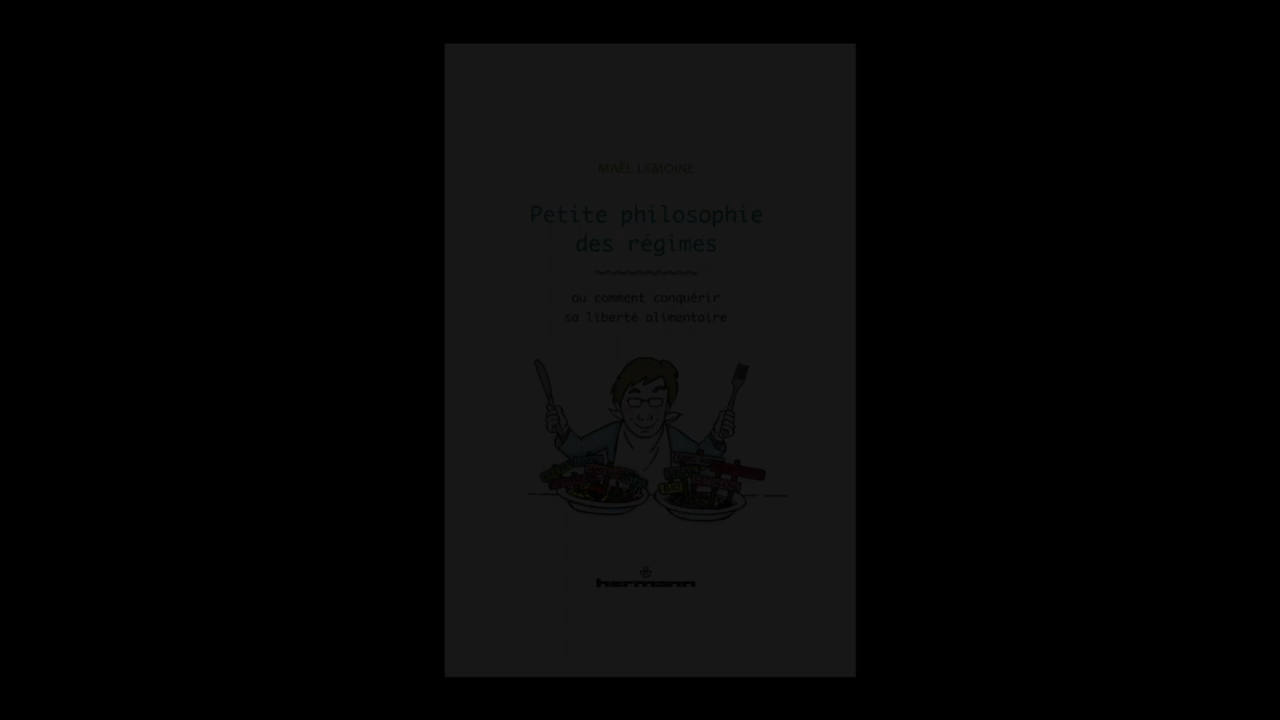 MAËL LEMOINE
Petite philosophie
des régimes
ou comment conquérir
sa liberté alimentaire
hermann